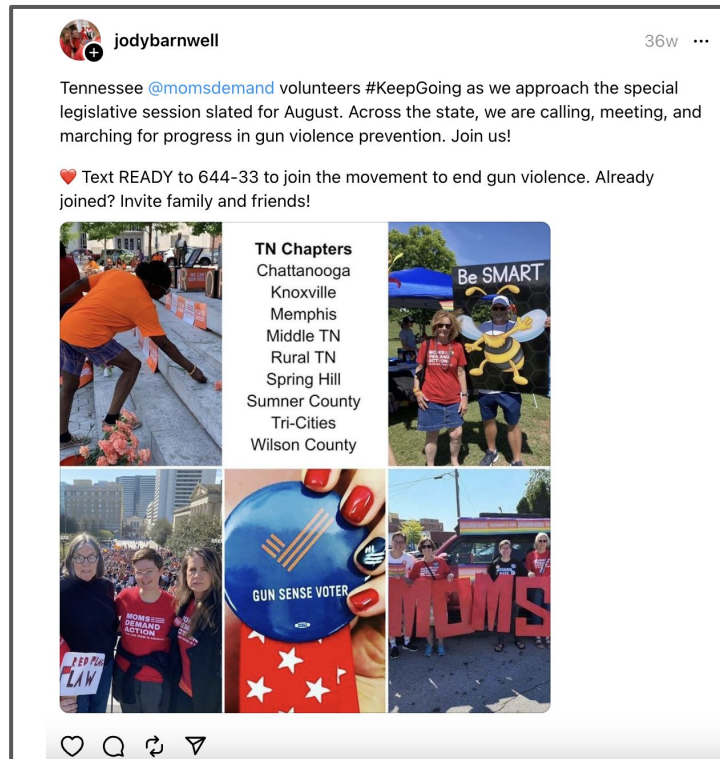 jodybarnwell
36w
Tennessee @momsdemand volunteers #KeepGoing as we approach the special
legislative session slated for August. Across the state, we are calling, meeting, and
marching for progress in gun violence prevention. Join us!
❤️ Text READY to 644-33 to join the movement to end gun violence. Already
joined? Invite family and friends!
TN Chapters
Chattanooga
Knoxville
Memphis
Middle TN
Rural TN
Spring Hill
Sumner County
Tri-Cities
Wilson County
Be SMART
MOMS
DEMAND
ACTION
RED FLAG
LAW
MOMS
DEMAND
ACTION
GUN SENSE VOTER
MOMS